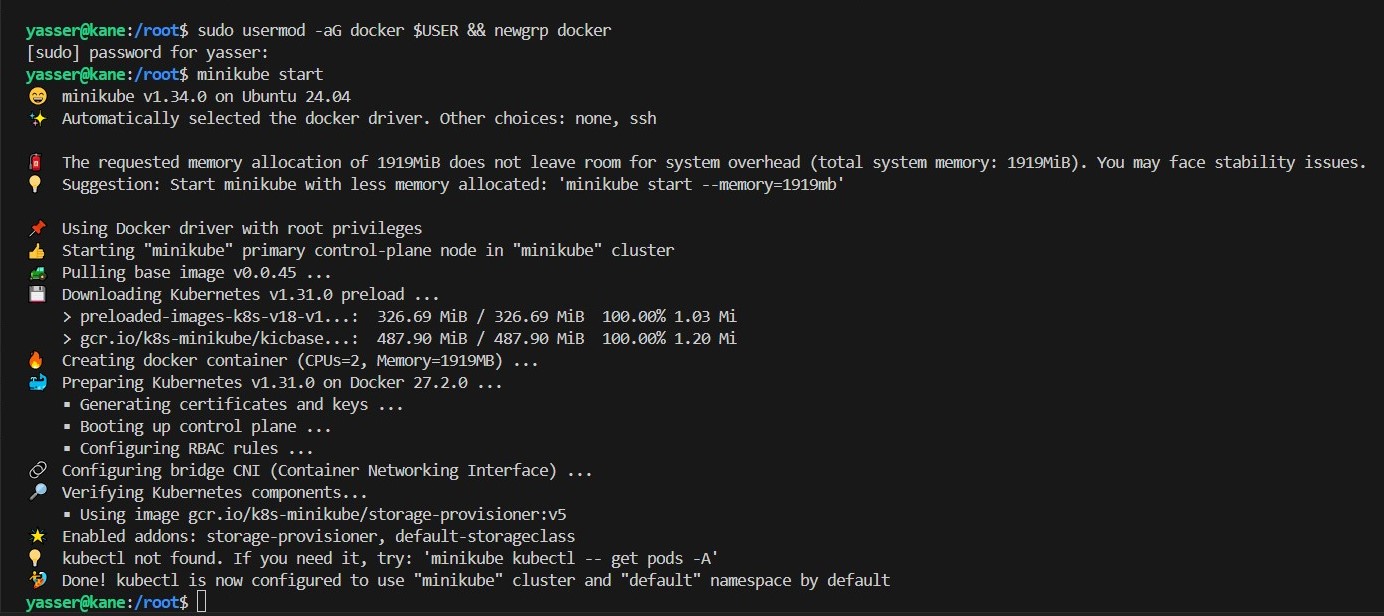 yasser@kane:/root$ sudo usermod -aG docker $USER && newgrp docker
[sudo] password for yasser:
yasser@kane:/root$ minikube start
😄 minikube v1.34.0 on Ubuntu 24.04
✨ Automatically selected the docker driver. Other choices: none, ssh
🧯 The requested memory allocation of 1919MiB does not leave room for system overhead (total system memory: 1919MiB). You may face stability issues.
💡 Suggestion: Start minikube with less memory allocated: 'minikube start --memory=1919mb'
📌 Using Docker driver with root privileges
👍 Starting "minikube" primary control-plane node in "minikube" cluster
🚜 Pulling base image v0.0.45 ...
💾 Downloading Kubernetes v1.31.0 preload ...
> preloaded-images-k8s-v18-v1...: 326.69 MiB / 326.69 MiB 100.00% 1.03 Mi
> gcr.io/k8s-minikube/kicbase...: 487.90 MiB / 487.90 MiB 100.00% 1.20 Mi
🔥 Creating docker container (CPUs=2, Memory=1919MB) ...
🐳 Preparing Kubernetes v1.31.0 on Docker 27.2.0 ...
▪ Generating certificates and keys ...
▪ Booting up control plane ...
▪ Configuring RBAC rules ...
🔗 Configuring bridge CNI (Container Networking Interface) ...
🔎 Verifying Kubernetes components...
▪ Using image gcr.io/k8s-minikube/storage-provisioner:v5
🌟 Enabled addons: storage-provisioner, default-storageclass
💡 kubectl not found. If you need it, try: 'minikube kubectl -- get pods -A'
🏄 Done! kubectl is now configured to use "minikube" cluster and "default" namespace by default
yasser@kane:/root$